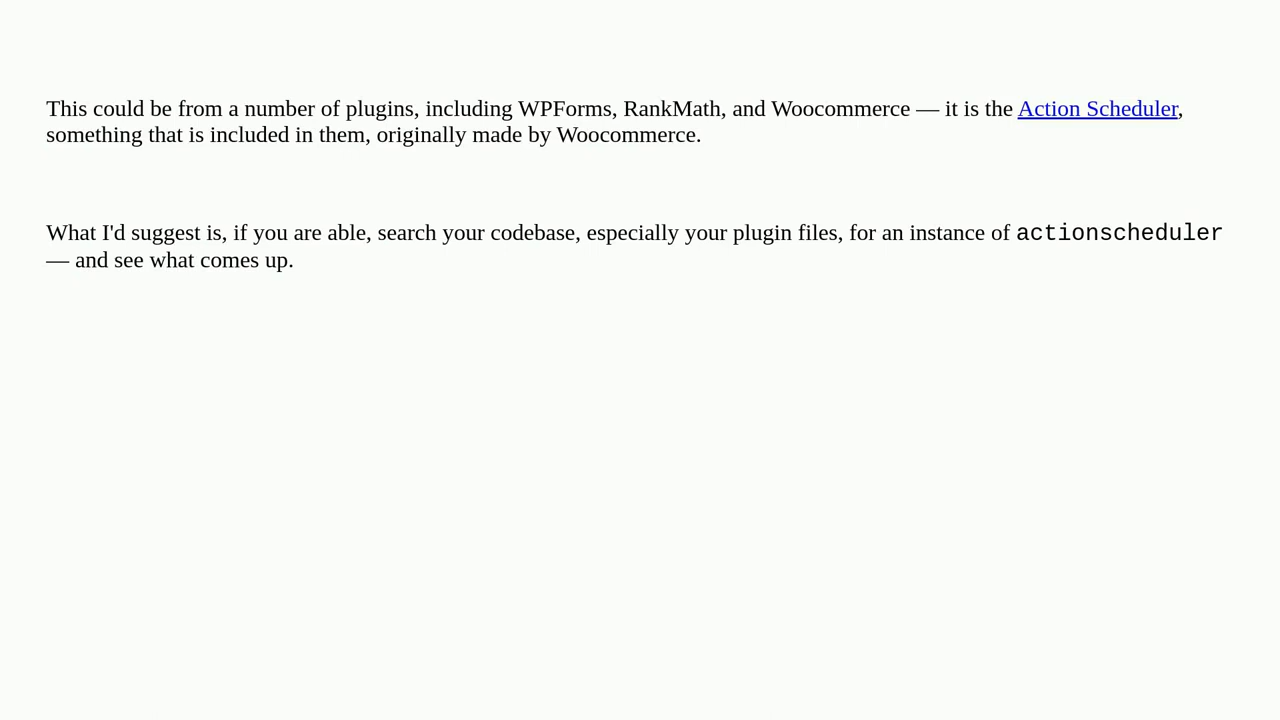 This could be from a number of plugins, including WPForms, RankMath, and Woocommerce — it is the Action Scheduler,
something that is included in them, originally made by Woocommerce.
What I'd suggest is, if you are able, search your codebase, especially your plugin files, for an instance of actionscheduler
— and see what comes up.